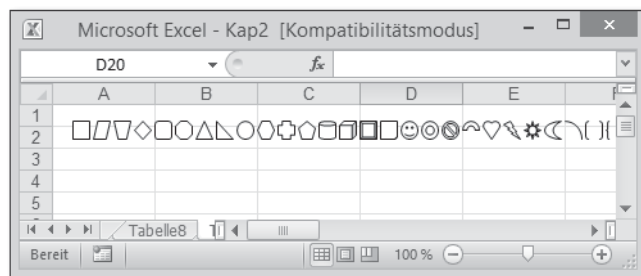 Microsoft Excel - Kap2 [Kompatibilitätsmodus]
D20 fx
A B C D E F
1
2
3
4
5
Tabelle8
Bereit 100 %